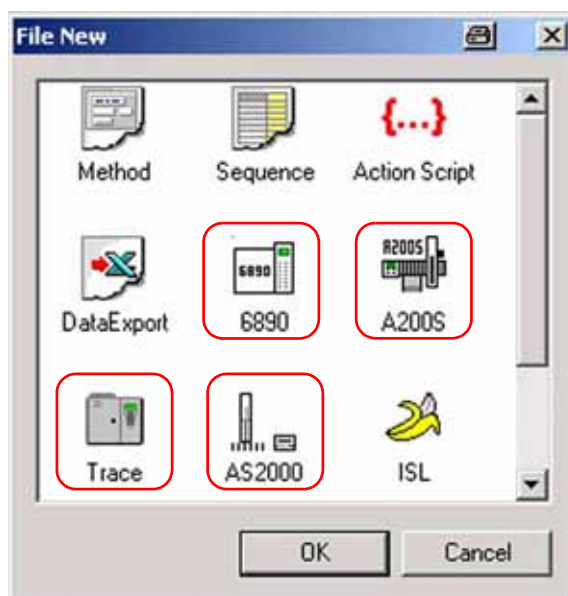 File New
Method Sequence Action Script
{...}
6890
A200S
DataExport 6890 A200S
Trace AS2000 ISL
OK Cancel